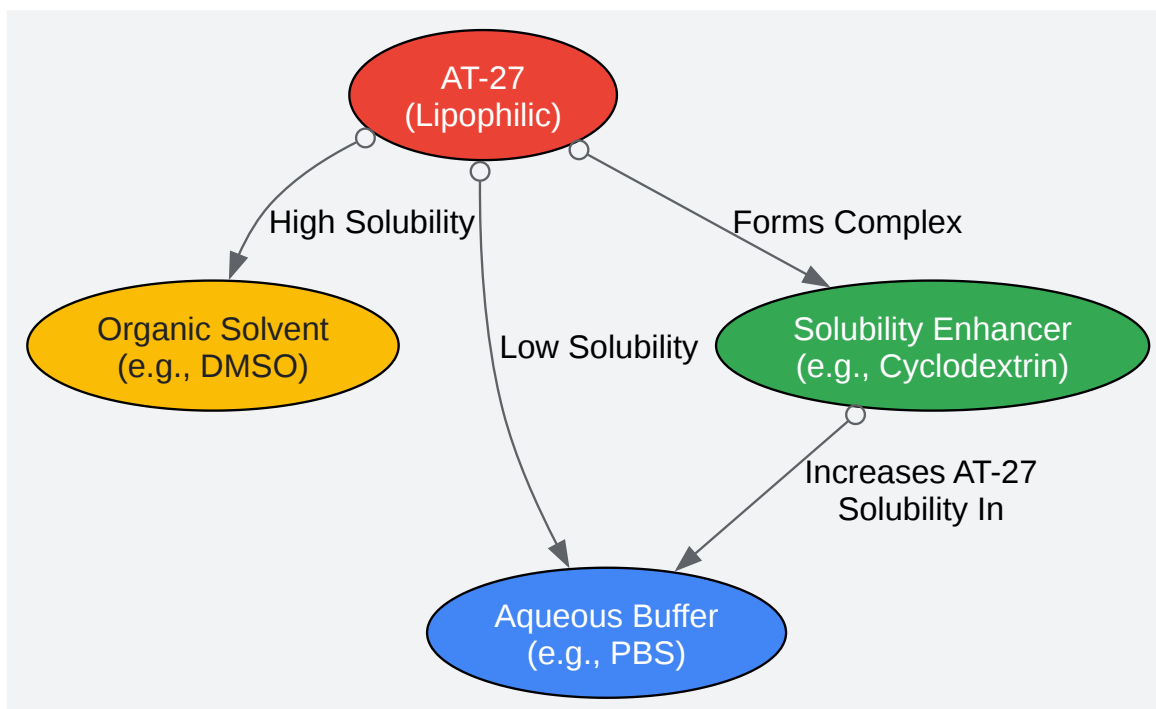 AT-27
(Lipophilic)
High Solubility
Forms Complex
Organic Solvent
(e.g., DMSO)
Low Solubility
Solubility Enhancer
(e.g., Cyclodextrin)
Increases AT-27
Solubility In
Aqueous Buffer
(e.g., PBS)